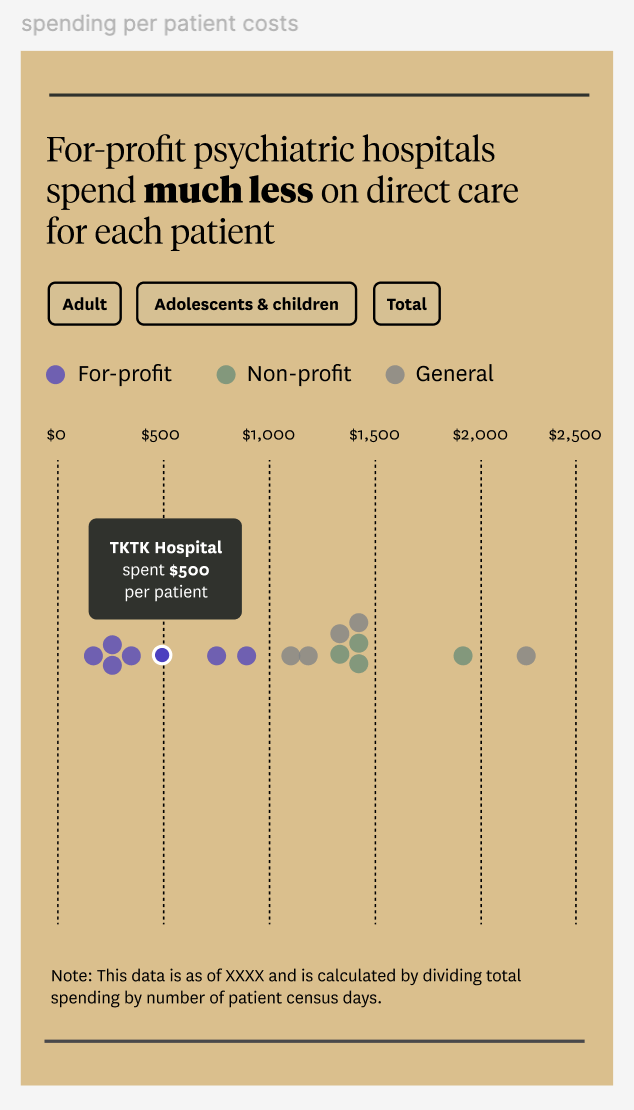 spending per patient costs
For-profit psychiatric hospitals
spend much less on direct care
for each patient
Adult
Adolescents & children
Total
For-profit
Non-profit
General
$0 $500 $1,000 $1,500 $2,000 $2,500
TKTK Hospital
spent $500
per patient
Note: This data is as of XXXX and is calculated by dividing total
spending by number of patient census days.